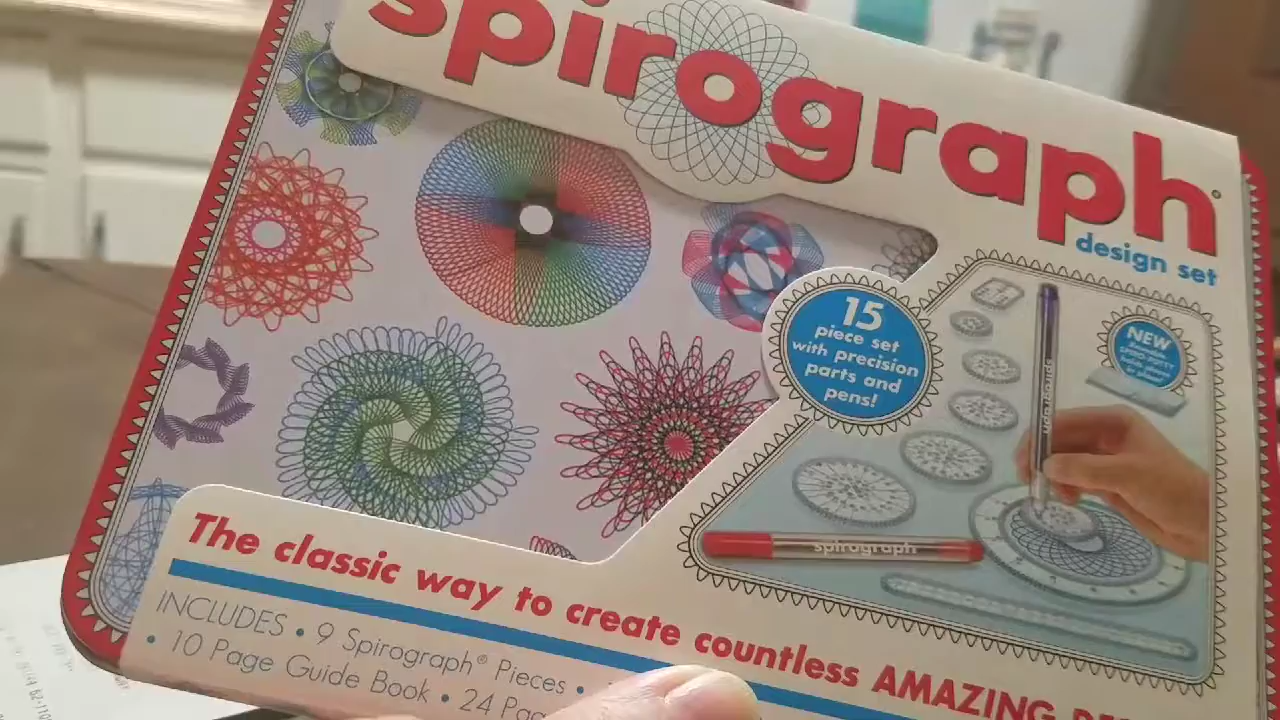 spirograph®
design set
15
piece set
with precision
parts and
pens!
NEW
spirograph
spirograph
The classic way to create countless AMAZING
INCLUDES • 9 Spirograph® Pieces •
• 10 Page Guide Book • 24